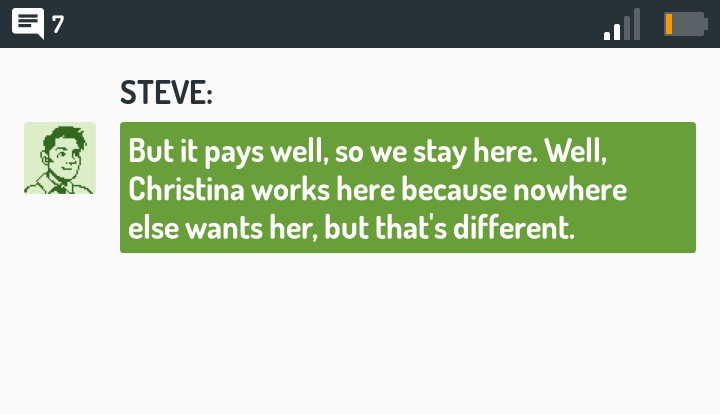 7
STEVE:
But it pays well, so we stay here. Well,
Christina works here because nowhere
else wants her, but that's different.